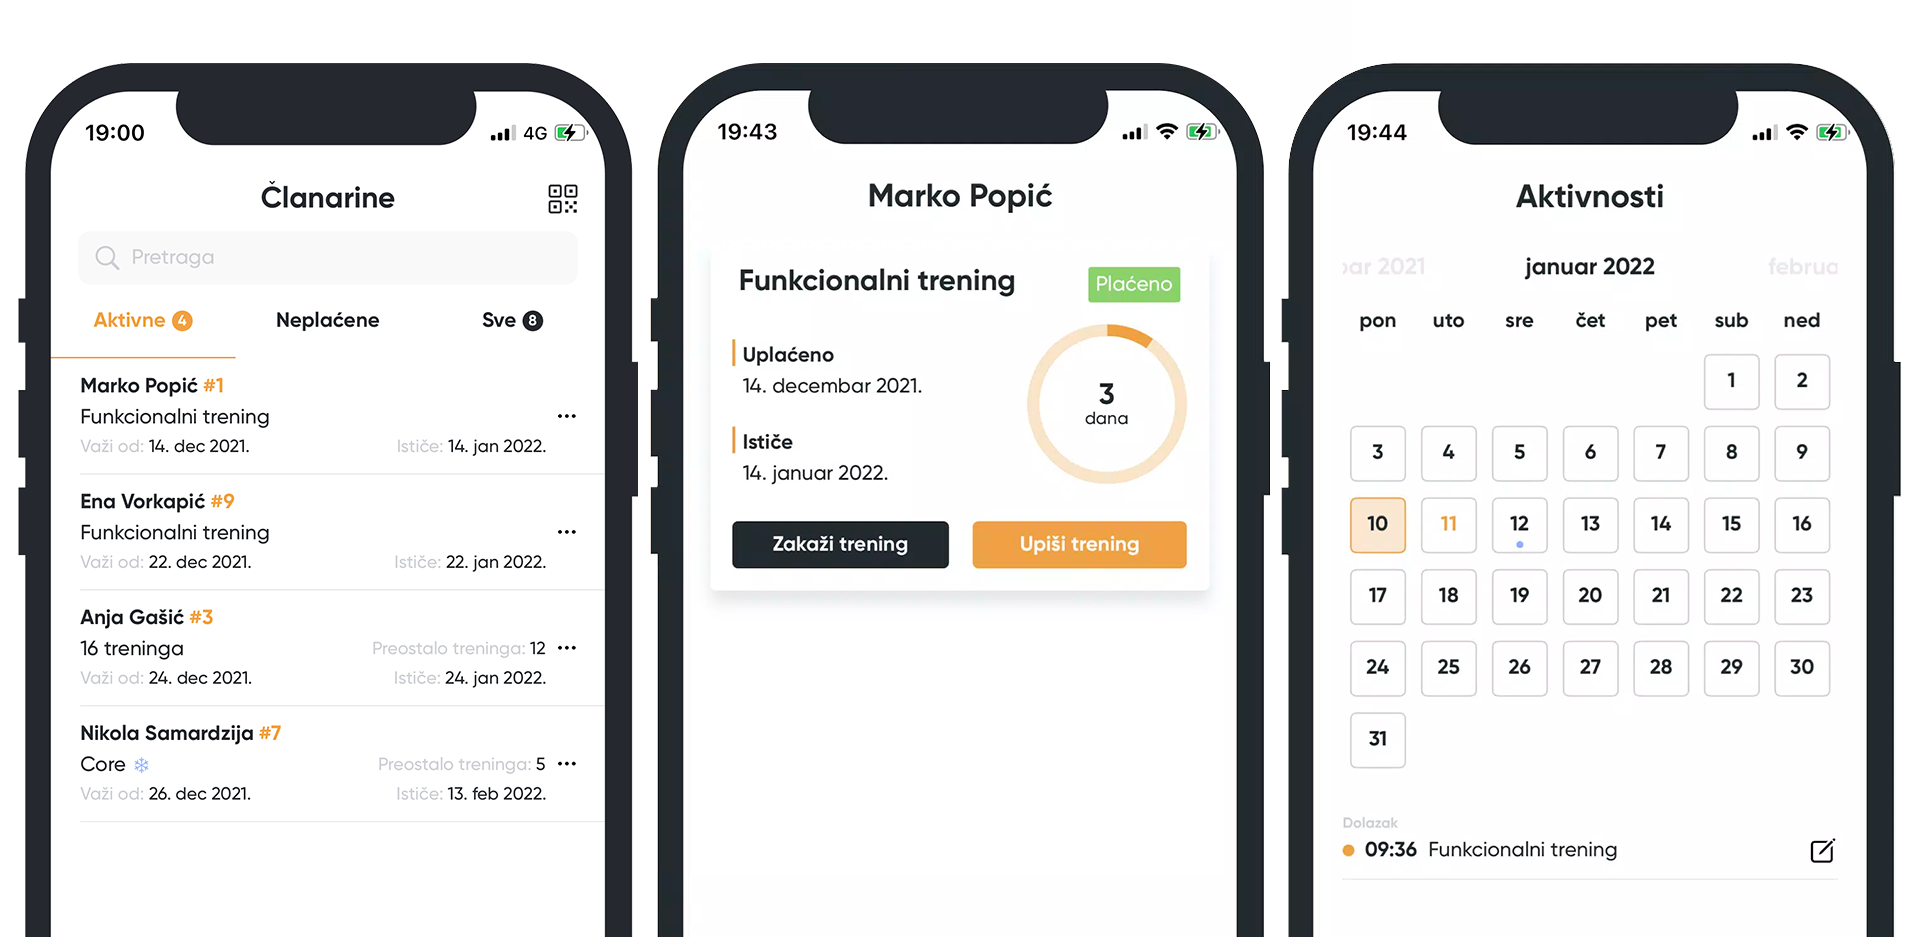 19:00
4G
Članarine
Pretraga
Aktivne 4
Neplaćene
Sve 8
Marko Popić #1
Funkcionalni trening
Važi od: 14. dec 2021.
Ističe: 14. jan 2022.
Ena Vorkapić #9
Funkcionalni trening
Važi od: 22. dec 2021.
Ističe: 22. jan 2022.
Anja Gašić #3
16 treninga
Preostalo treninga: 12
Važi od: 24. dec 2021.
Ističe: 24. jan 2022.
Nikola Samardzija #7
Core
Preostalo treninga: 5
Važi od: 26. dec 2021.
Ističe: 13. feb 2022.
19:43
Marko Popić
Funkcionalni trening
Plaćeno
Uplaćeno
14. decembar 2021.
3
dana
Ističe
14. januar 2022.
Zakaži trening
Upiši trening
19:44
Aktivnosti
bar 2021
januar 2022
februa
pon uto sre čet pet sub ned
1 2
3 4 5 6 7 8 9
10 11 12 13 14 15 16
17 18 19 20 21 22 23
24 25 26 27 28 29 30
31
Dolazak
09:36 Funkcionalni trening